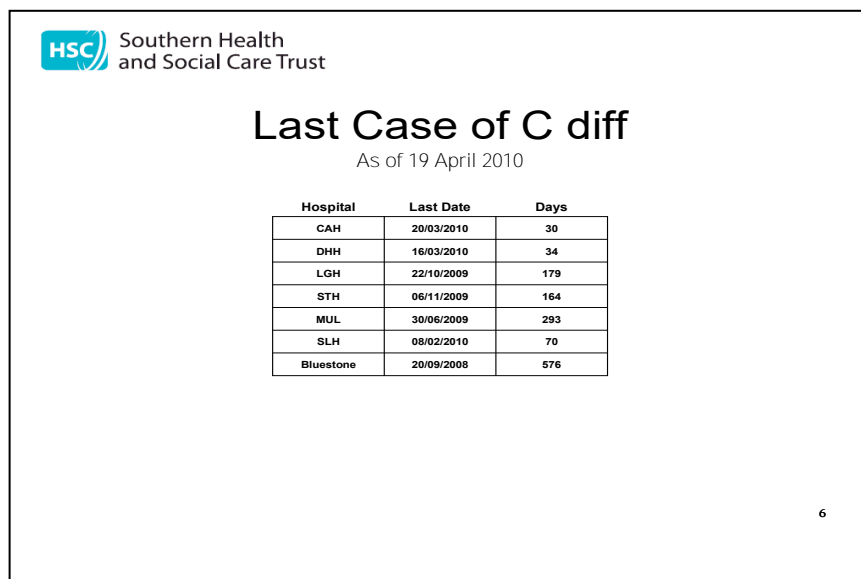 HSC
Southern Health
and Social Care Trust
Last Case of C diff
As of 19 April 2010
Hospital Last Date Days
CAH 20/03/2010 30
DHH 16/03/2010 34
LGH 22/10/2009 179
STH 06/11/2009 164
MUL 30/06/2009 293
SLH 08/02/2010 70
Bluestone 20/09/2008 576
6